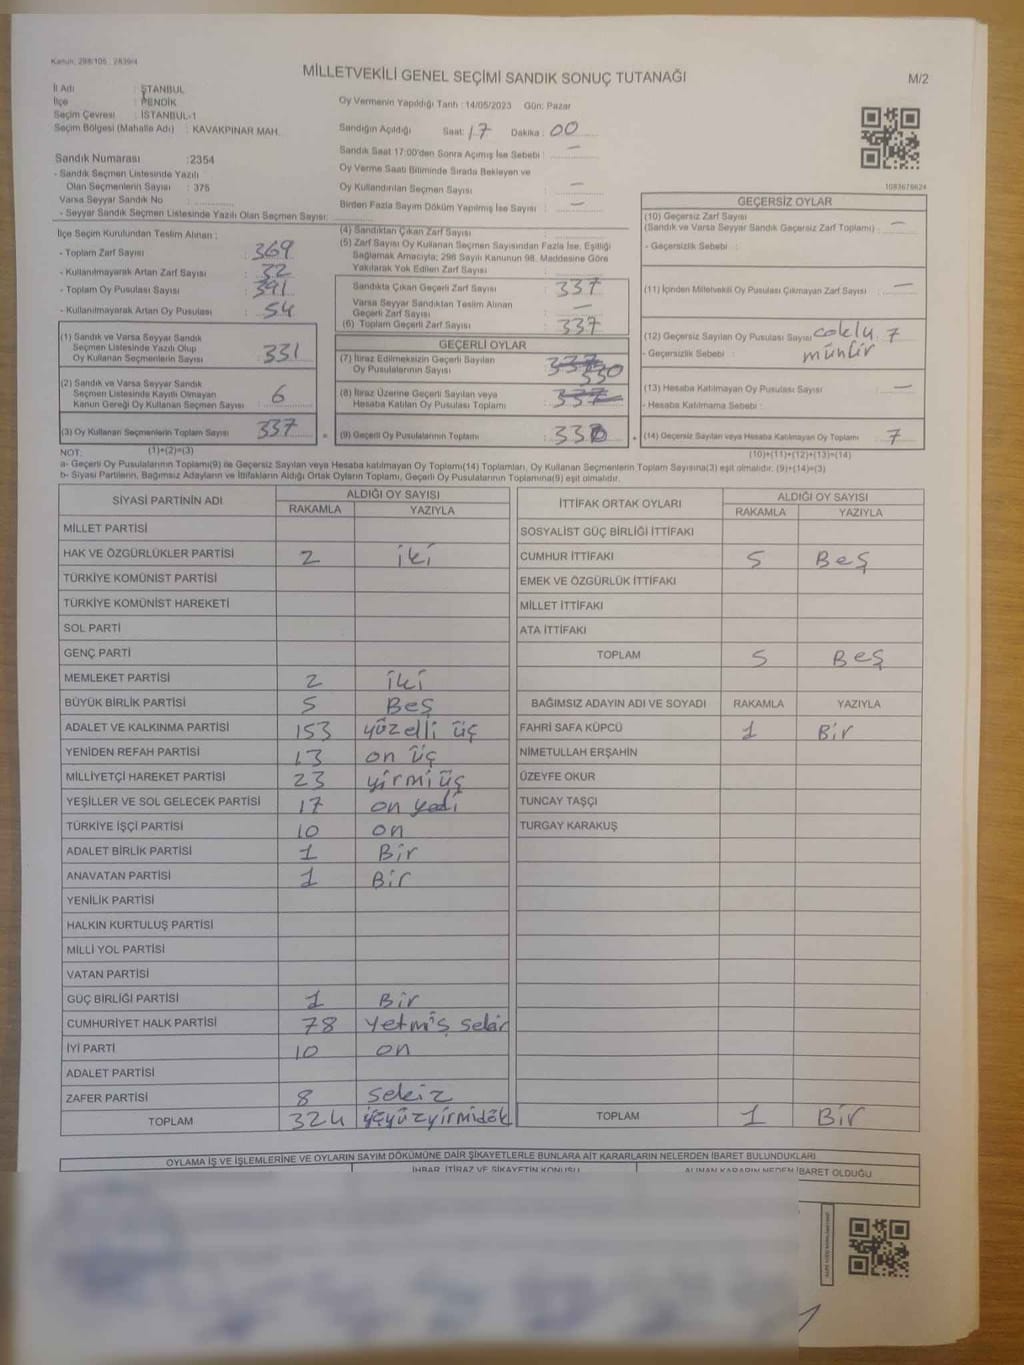 Kanun: 298/105 ; 2839/4
MİLLETVEKİLİ GENEL SEÇİMİ SANDIK SONUÇ TUTANAĞI
M/2
İl Adı : İSTANBUL
İlçe : PENDİK
Seçim Çevresi : İSTANBUL-1
Seçim Bölgesi (Mahalle Adı) : KAVAKPINAR MAH.
Oy Vermenin Yapıldığı Tarih : 14/05/2023 Gün: Pazar
Sandığın Açıldığı Saat: 17 Dakika : 00
Sandık Saat 17:00'den Sonra Açımış İse Sebebi : —
Oy Verme Saati Bitiminde Sırada Bekleyen ve
Oy Kullandırılan Seçmen Sayısı : —
Birden Fazla Sayım Döküm Yapılmış İse Sayısı : —
Sandık Numarası :2354
- Sandık Seçmen Listesinde Yazılı
Olan Seçmenlerin Sayısı : 375
Varsa Seyyar Sandık No :
- Seyyar Sandık Seçmen Listesinde Yazılı Olan Seçmen Sayısı:
1083678624
İlçe Seçim Kurulundan Teslim Alınan :
- Toplam Zarf Sayısı : 369
- Kullanılmayarak Artan Zarf Sayısı : 32
- Toplam Oy Pusulası Sayısı : 391
- Kullanılmayarak Artan Oy Pusulası : 54
(1) Sandık ve Varsa Seyyar Sandık
Seçmen Listesinde Yazılı Olup
Oy Kullanan Seçmenlerin Sayısı : 331
(2) Sandık ve Varsa Seyyar Sandık
Seçmen Listesinde Kayıtlı Olmayan
Kanun Gereği Oy Kullanan Seçmen Sayısı : 6
(3) Oy Kullanan Seçmenlerin Toplam Sayısı : 337
(4) Sandıktan Çıkan Zarf Sayısı :
(5) Zarf Sayısı Oy Kullanan Seçmen Sayısından Fazla İse, Eşitliği
Sağlamak Amacıyla; 298 Sayılı Kanunun 98. Maddesine Göre
Yakılarak Yok Edilen Zarf Sayısı :
Sandıkta Çıkan Geçerli Zarf Sayısı : 337
Varsa Seyyar Sandıktan Teslim Alınan
Geçerli Zarf Sayısı : —
(6) Toplam Geçerli Zarf Sayısı : 337
GEÇERLİ OYLAR
(7) İtiraz Edilmeksizin Geçerli Sayılan
Oy Pusulalarının Sayısı : 337 330
(8) İtiraz Üzerine Geçerli Sayılan veya
Hesaba Katılan Oy Pusulası Toplamı : 337
= (9) Geçerli Oy Pusulalarının Toplamı : 330
GEÇERSİZ OYLAR
(10) Geçersiz Zarf Sayısı
(Sandık ve Varsa Seyyar Sandık Geçersiz Zarf Toplamı) : —
- Geçersizlik Sebebi :
(11) İçinden Milletvekili Oy Pusulası Çıkmayan Zarf Sayısı : —
(12) Geçersiz Sayılan Oy Pusulası Sayısı çoklu 7
- Geçersizlik Sebebi : mühür
(13) Hesaba Katılmayan Oy Pusulası Sayısı : —
- Hesaba Katılmama Sebebi :
+ (14) Geçersiz Sayılan veya Hesaba Katılmayan Oy Toplamı : 7
NOT: (1)+(2)=(3)
(10)+(11)+(12)+(13)=(14)
a- Geçerli Oy Pusulalarının Toplamı(9) ile Geçersiz Sayılan veya Hesaba katılmayan Oy Toplamı(14) Toplamları, Oy Kullanan Seçmenlerin Toplam Sayısına(3) eşit olmalıdır. (9)+(14)=(3)
b- Siyasi Partilerin, Bağımsız Adayların ve İttifakların Aldığı Ortak Oyların Toplamı, Geçerli Oy Pusulalarının Toplamına(9) eşit olmalıdır.
SİYASİ PARTİNİN ADI ALDIĞI OY SAYISI
RAKAMLA YAZIYLA
MİLLET PARTİSİ
HAK VE ÖZGÜRLÜKLER PARTİSİ 2 iki
TÜRKİYE KOMÜNİST PARTİSİ
TÜRKİYE KOMÜNİST HAREKETİ
SOL PARTİ
GENÇ PARTİ
MEMLEKET PARTİSİ 2 iki
BÜYÜK BİRLİK PARTİSİ 5 Beş
ADALET VE KALKINMA PARTİSİ 153 yüzelli üç
YENİDEN REFAH PARTİSİ 13 on üç
MİLLİYETÇİ HAREKET PARTİSİ 23 yirmi üç
YEŞİLLER VE SOL GELECEK PARTİSİ 17 on yedi
TÜRKİYE İŞÇİ PARTİSİ 10 on
ADALET BİRLİK PARTİSİ 1 Bir
ANAVATAN PARTİSİ 1 Bir
YENİLİK PARTİSİ
HALKIN KURTULUŞ PARTİSİ
MİLLİ YOL PARTİSİ
VATAN PARTİSİ
GÜÇ BİRLİĞİ PARTİSİ 1 Bir
CUMHURİYET HALK PARTİSİ 78 yetmiş sekiz
İYİ PARTİ 10 on
ADALET PARTİSİ
ZAFER PARTİSİ 8 Sekiz
TOPLAM 324 üçyüzyirmidör
İTTİFAK ORTAK OYLARI ALDIĞI OY SAYISI
RAKAMLA YAZIYLA
SOSYALİST GÜÇ BİRLİĞİ İTTİFAKI
CUMHUR İTTİFAKI 5 Beş
EMEK VE ÖZGÜRLÜK İTTİFAKI
MİLLET İTTİFAKI
ATA İTTİFAKI
TOPLAM 5 Beş
BAĞIMSIZ ADAYIN ADI VE SOYADI RAKAMLA YAZIYLA
FAHRİ SAFA KÜPCÜ 1 Bir
NİMETULLAH ERŞAHİN
ÜZEYFE OKUR
TUNCAY TAŞÇI
TURGAY KARAKUŞ
TOPLAM 1 Bir
OYLAMA İŞ VE İŞLEMLERİNE VE OYLARIN SAYIM DÖKÜMÜNE DAİR ŞİKAYETLERLE BUNLARA AİT KARARLARIN NELERDEN İBARET BULUNDUKLARI
İHBAR, İTİRAZ VE ŞİKAYETİN KONUSU ALINAN KARARIN NEDEN İBARET OLDUĞU